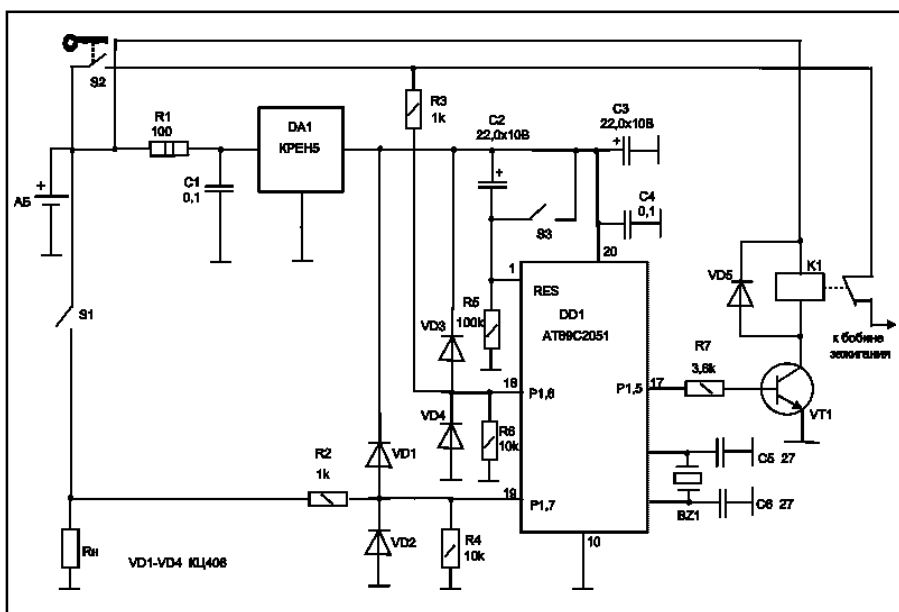 S2
R1
100
DA1
КРЕН5
R3
1k
C2
22,0x10В
C3
22,0x10В
АБ
+
C1
0,1
+
+
S3
C4
0,1
20
S1
1
RES
R5
100k
DD1
AT89C2051
VD5
K1
к бобине
зажигания
VD3
R7
3,6k
18
P1,6
P1,5
17
VD4
R6
10k
VT1
R2
1k
VD1
19
P1,7
C5 27
BZ1
C6 27
Rн
VD2
R4
10k
10
VD1-VD4 КЦ406